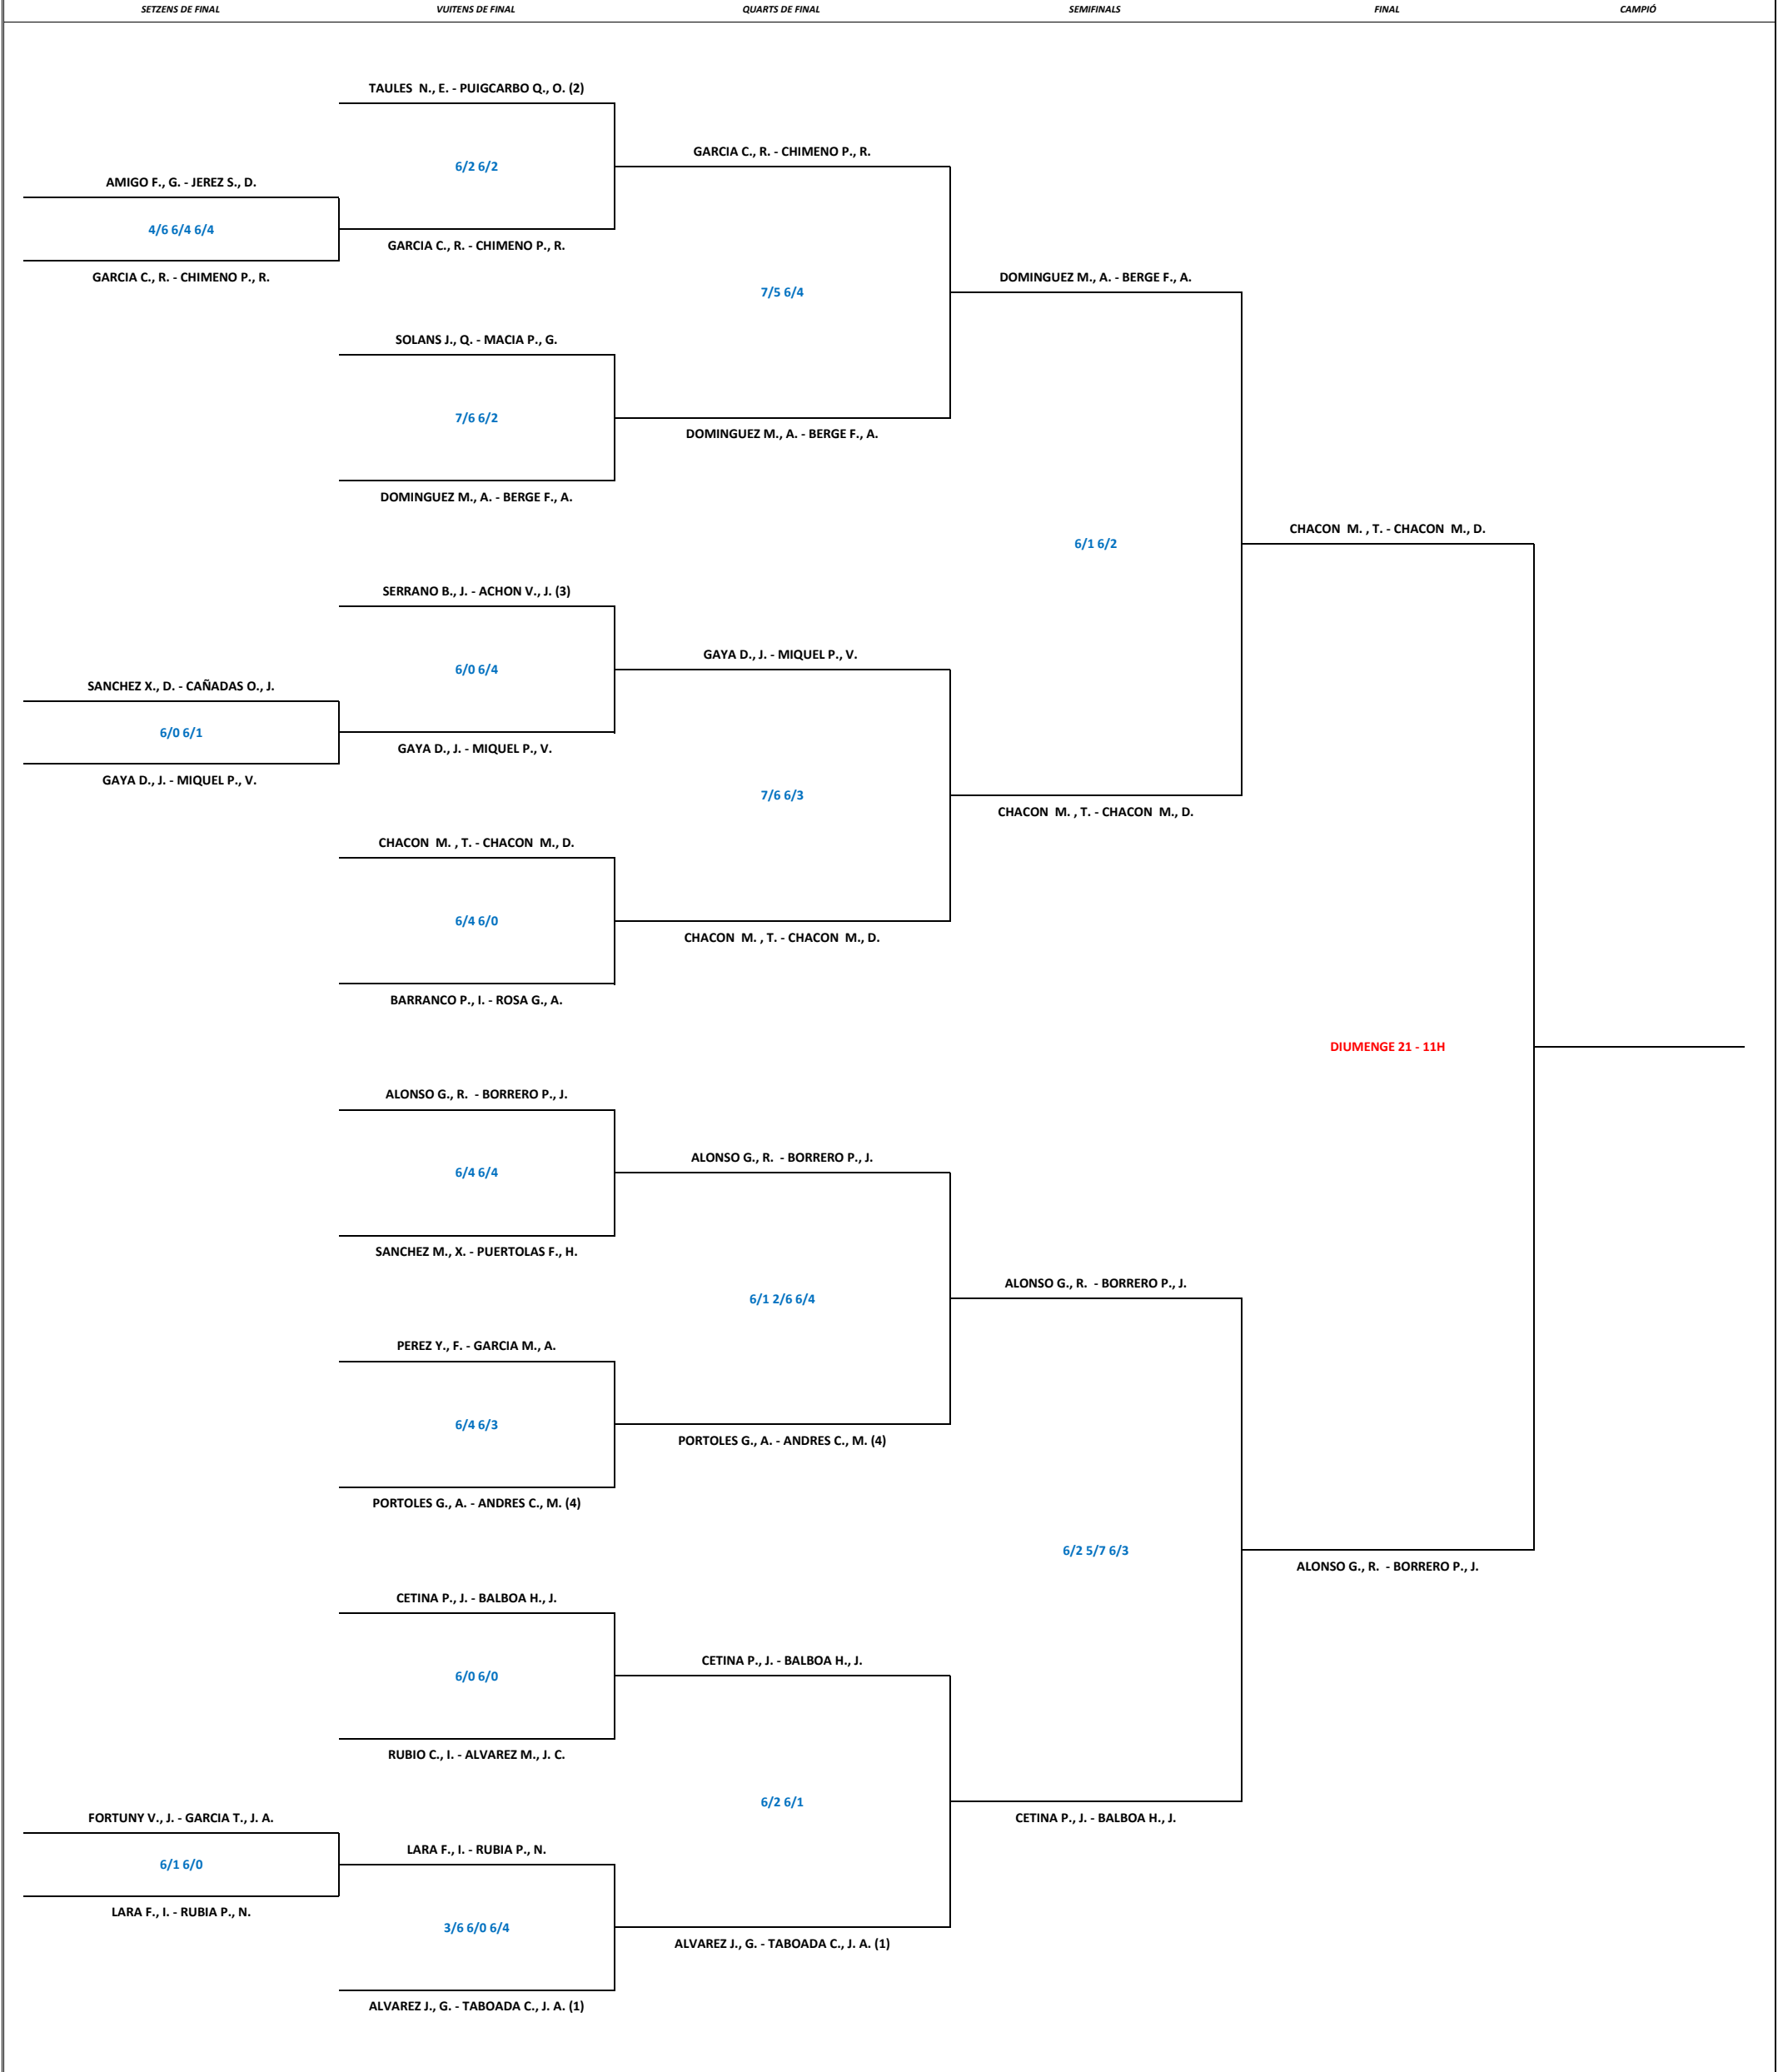 SETZENS DE FINAL VUITENS DE FINAL QUARTS DE FINAL SEMIFINALS FINAL CAMPIÓ
TAULES  N., E. - PUIGCARBO Q., O. (2)
GARCIA C., R. - CHIMENO P., R.
6/2 6/2
AMIGO F., G. - JEREZ S., D.
4/6 6/4 6/4
GARCIA C., R. - CHIMENO P., R.
GARCIA C., R. - CHIMENO P., R.
DOMINGUEZ M., A. - BERGE F., A.
7/5 6/4
SOLANS J., Q. - MACIA P., G.
7/6 6/2
DOMINGUEZ M., A. - BERGE F., A.
DOMINGUEZ M., A. - BERGE F., A.
CHACON  M. , T. - CHACON  M., D.
6/1 6/2
SERRANO B., J. - ACHON V., J. (3)
GAYA D., J. - MIQUEL P., V.
6/0 6/4
SANCHEZ X., D. - CAÑADAS O., J.
6/0 6/1
GAYA D., J. - MIQUEL P., V.
GAYA D., J. - MIQUEL P., V.
7/6 6/3
CHACON  M. , T. - CHACON  M., D.
CHACON  M. , T. - CHACON  M., D.
6/4 6/0
CHACON  M. , T. - CHACON  M., D.
BARRANCO P., I. - ROSA G., A.
DIUMENGE 21 - 11H
ALONSO G., R.  - BORRERO P., J.
ALONSO G., R.  - BORRERO P., J.
6/4 6/4
SANCHEZ M., X. - PUERTOLAS F., H.
ALONSO G., R.  - BORRERO P., J.
6/1 2/6 6/4
PEREZ Y., F. - GARCIA M., A.
6/4 6/3
PORTOLES G., A. - ANDRES C., M. (4)
PORTOLES G., A. - ANDRES C., M. (4)
6/2 5/7 6/3
ALONSO G., R.  - BORRERO P., J.
CETINA P., J. - BALBOA H., J.
CETINA P., J. - BALBOA H., J.
6/0 6/0
RUBIO C., I. - ALVAREZ M., J. C.
6/2 6/1
CETINA P., J. - BALBOA H., J.
FORTUNY V., J. - GARCIA T., J. A.
LARA F., I. - RUBIA P., N.
6/1 6/0
LARA F., I. - RUBIA P., N.
3/6 6/0 6/4
ALVAREZ J., G. - TABOADA C., J. A. (1)
ALVAREZ J., G. - TABOADA C., J. A. (1)